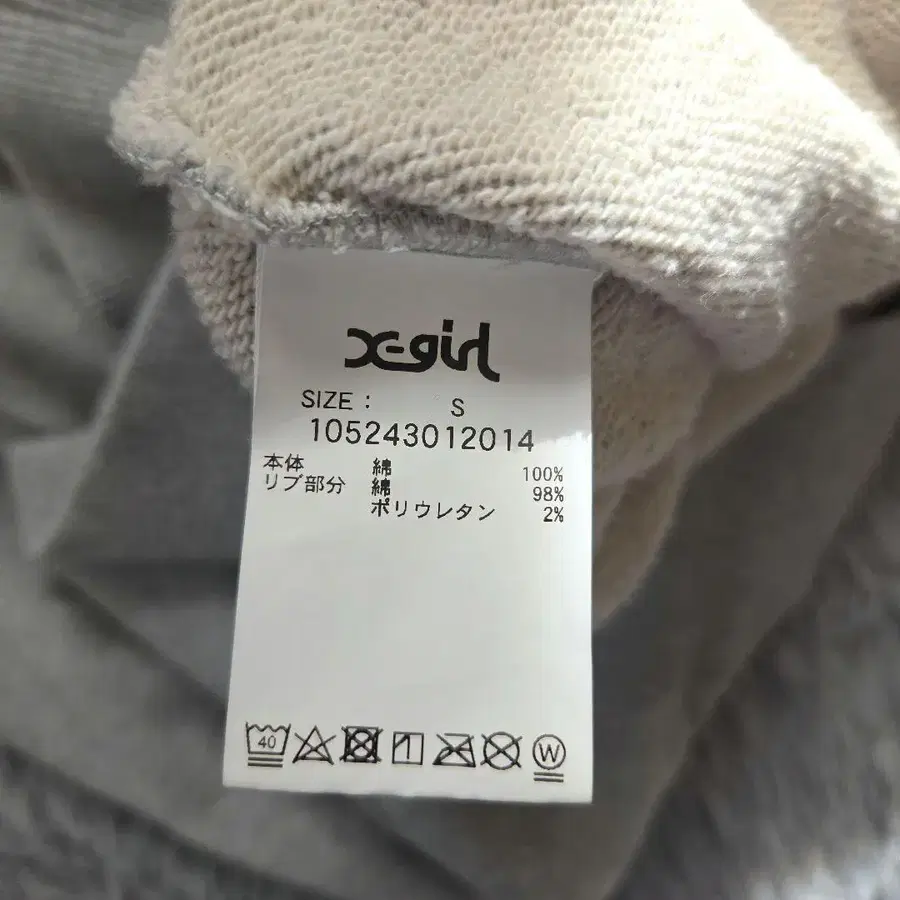 X-girl
SIZE : S
105243012014
本体 綿 100%
リブ部分 綿 98%
ポリウレタン 2%
40 W